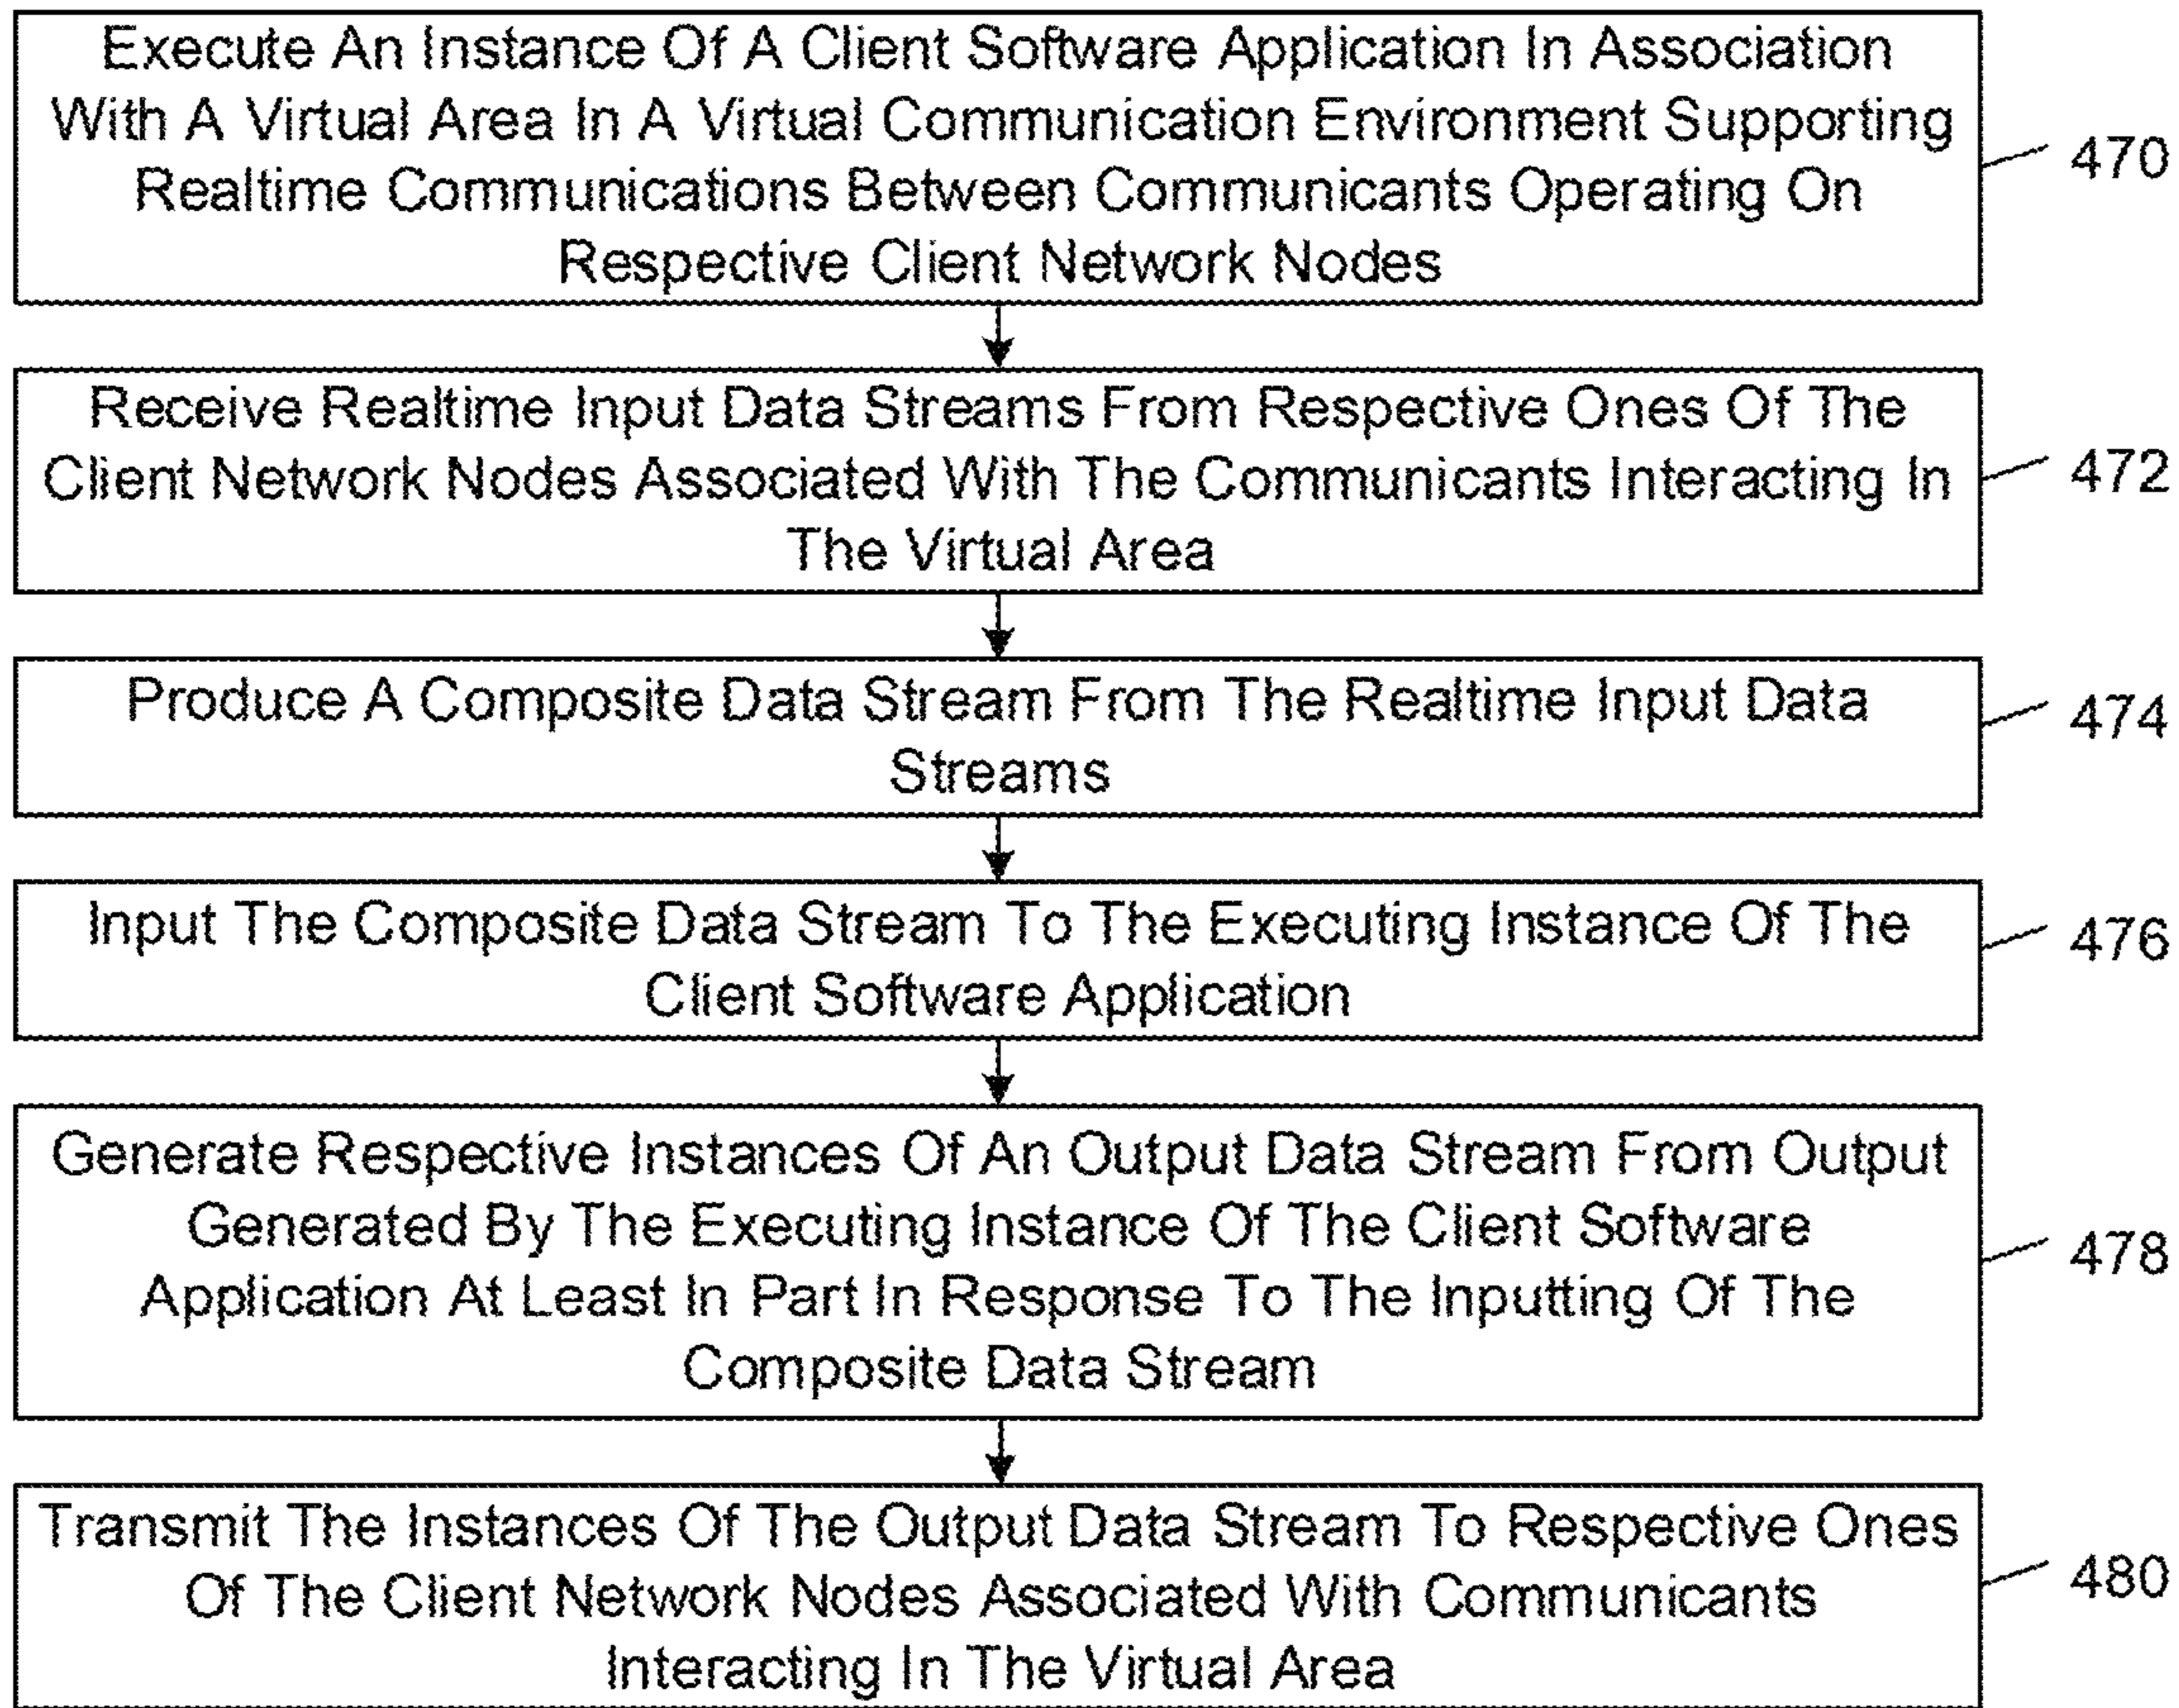 Execute An Instance Of A Client Software Application In Association
With A Virtual Area In A Virtual Communication Environment Supporting
Realtime Communications Between Communicants Operating On
Respective Client Network Nodes
470
Receive Realtime Input Data Streams From Respective Ones Of The
Client Network Nodes Associated With The Communicants Interacting In
The Virtual Area
472
Produce A Composite Data Stream From The Realtime Input Data
Streams
474
Input The Composite Data Stream To The Executing Instance Of The
Client Software Application
476
Generate Respective Instances Of An Output Data Stream From Output
Generated By The Executing Instance Of The Client Software
Application At Least In Part In Response To The Inputting Of The
Composite Data Stream
478
Transmit The Instances Of The Output Data Stream To Respective Ones
Of The Client Network Nodes Associated With Communicants
Interacting In The Virtual Area
480